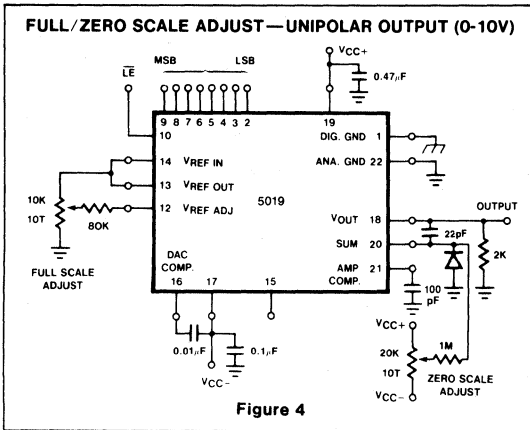 FULL/ZERO SCALE ADJUST—UNIPOLAR OUTPUT (0-10V)
VCC+
MSB LSB
LE
0.47µF
9 8 7 6 5 4 3 2
19
10
DIG. GND 1
14 VREF IN
ANA. GND 22
13 VREF OUT
10K
10T
80K
12 VREF ADJ
5019
VOUT 18
OUTPUT
22pF
SUM 20
2K
FULL SCALE
ADJUST
DAC
COMP.
AMP
COMP.
21
16 17 15
100
pF
0.01µF
0.1µF
VCC-
VCC+
20K
10T
1M
VCC-
ZERO SCALE
ADJUST
Figure 4